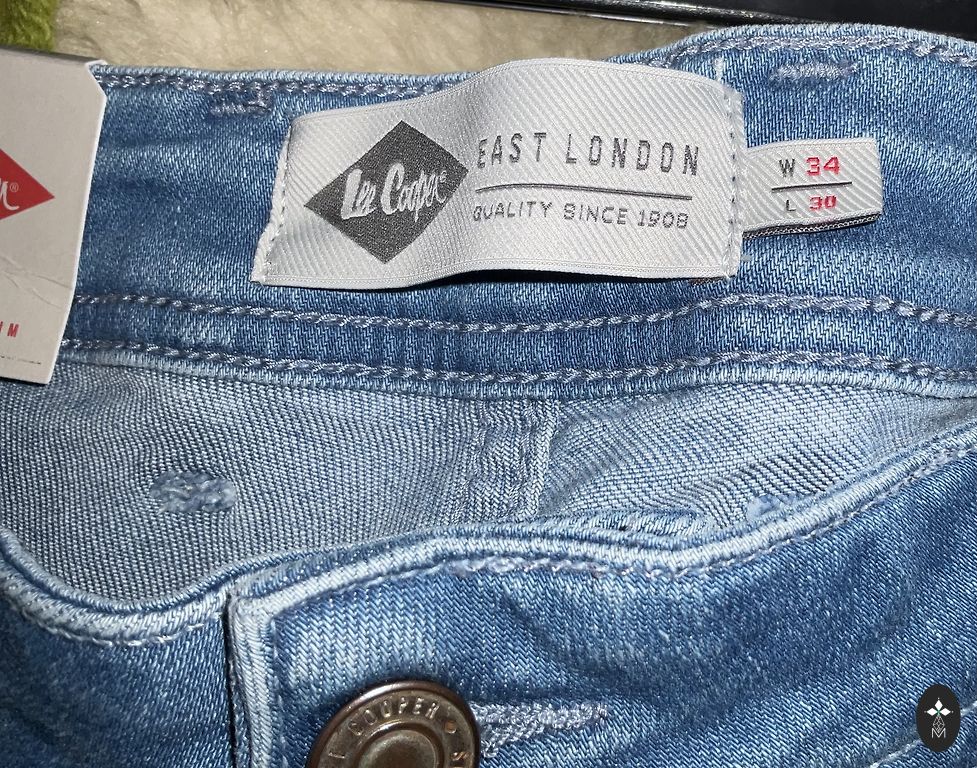 Lee Cooper®
EAST LONDON
QUALITY SINCE 1908
W 34
L 30
COOPER